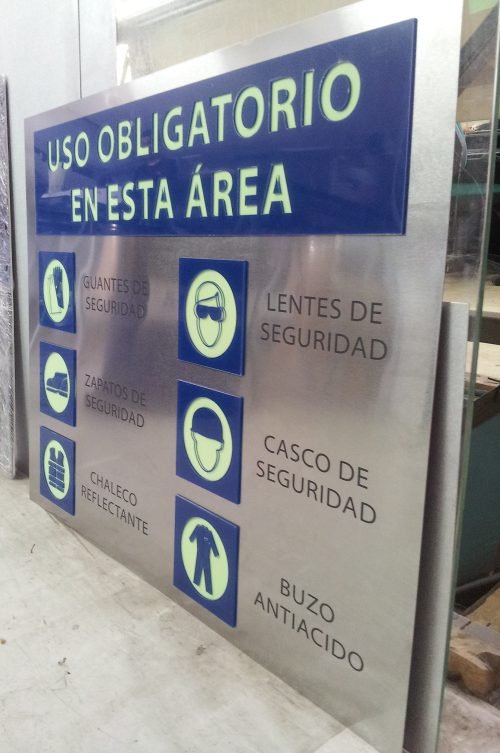 USO OBLIGATORIO
EN ESTA ÁREA
GUANTES DE
SEGURIDAD
LENTES DE
SEGURIDAD
ZAPATOS DE
SEGURIDAD
CASCO DE
SEGURIDAD
CHALECO
REFLECTANTE
BUZO
ANTIACIDO